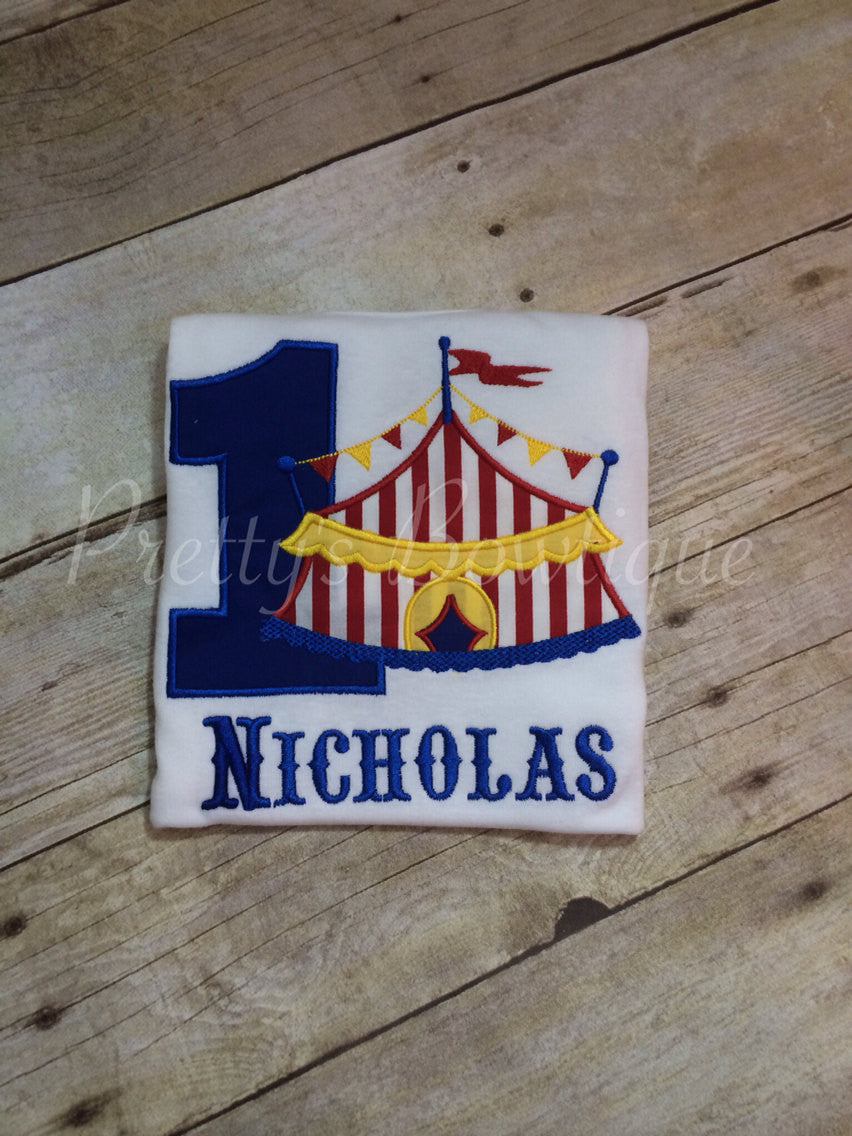 1
Pretty's Bowtique
NICHOLAS